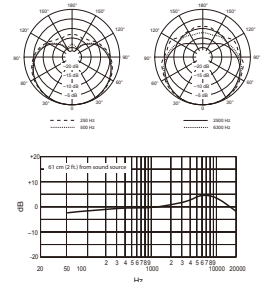 150° 180° 150° 150° 180° 150°
120° 120° 120° 120°
90° 90° 90° 90°
–20 dB –20 dB
–15 dB –15 dB
–10 dB –10 dB
–5 dB –5 dB
60° 60° 60° 60°
30° 30° 30° 30°
0 0
250 Hz 2500 Hz
500 Hz 6300 Hz
+20
61 cm (2 ft.) from sound source
+10
dB
0
–10
-20
20 50 100 2 3 4 5 6 7 8 9 1000 2 3 4 5 6 7 8 9 10000 20000
Hz